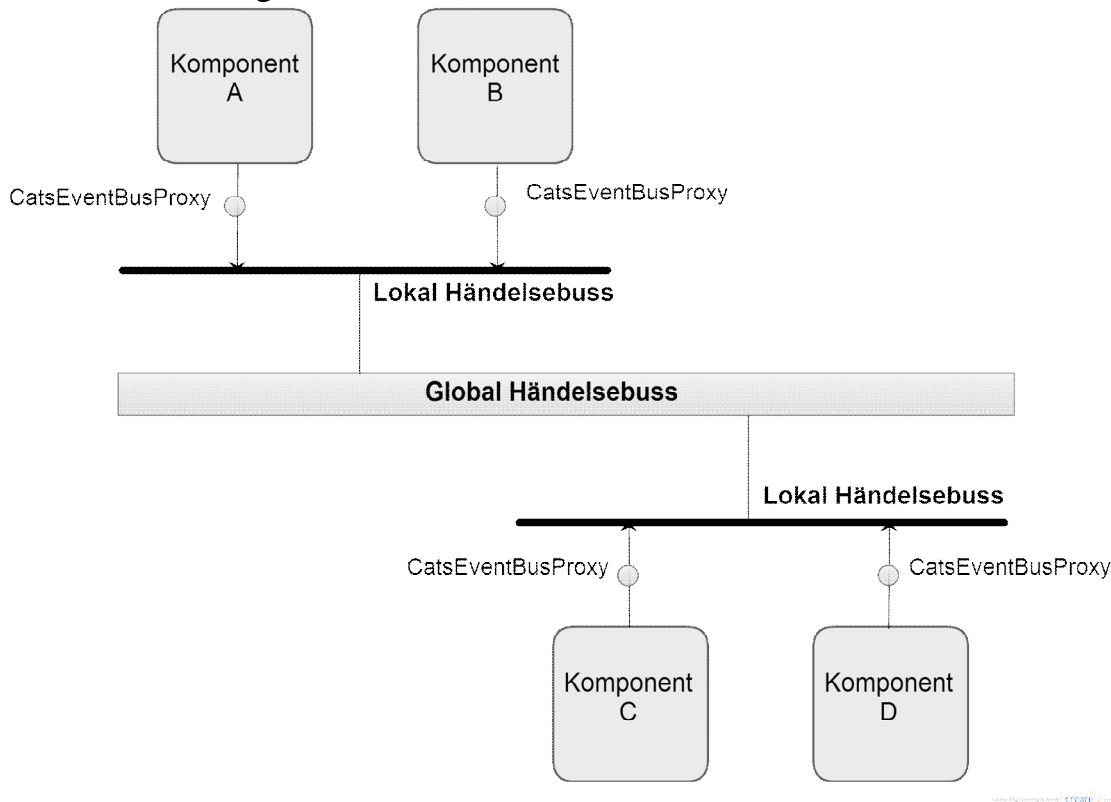 Komponent
A
Komponent
B
CatsEventBusProxy
CatsEventBusProxy
Lokal Händelsebuss
Global Händelsebuss
Lokal Händelsebuss
CatsEventBusProxy
CatsEventBusProxy
Komponent
C
Komponent
D